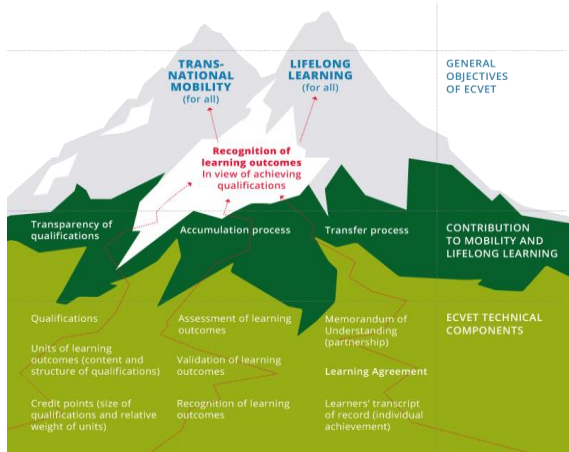 TRANS-
NATIONAL
MOBILITY
(for all)
LIFELONG
LEARNING
(for all)
GENERAL
OBJECTIVES
OF ECVET
Recognition of
learning outcomes
In view of achieving
qualifications
Transparency of
qualifications
Accumulation process
Transfer process
CONTRIBUTION
TO MOBILITY AND
LIFELONG LEARNING
Qualifications
Units of learning
outcomes (content and
structure of qualifications)
Credit points (size of
qualifications and relative
weight of units)
Assessment of learning
outcomes
Validation of learning
outcomes
Recognition of learning
outcomes
Memorandum of
Understanding
(partnership)
Learning Agreement
Learners' transcript
of record (individual
achievement)
ECVET TECHNICAL
COMPONENTS